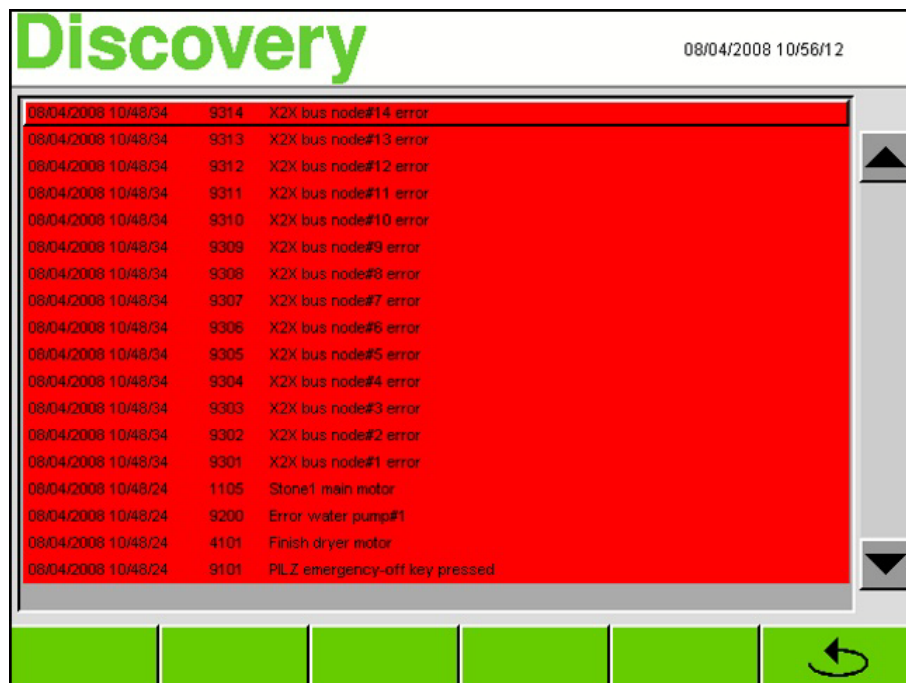 Discovery
08/04/2008 10/56/12
08/04/2008 10/48/34 9314 X2X bus node#14 error
08/04/2008 10/48/34 9313 X2X bus node#13 error
08/04/2008 10/48/34 9312 X2X bus node#12 error
08/04/2008 10/48/34 9311 X2X bus node#11 error
08/04/2008 10/48/34 9310 X2X bus node#10 error
08/04/2008 10/48/34 9309 X2X bus node#9 error
08/04/2008 10/48/34 9308 X2X bus node#8 error
08/04/2008 10/48/34 9307 X2X bus node#7 error
08/04/2008 10/48/34 9306 X2X bus node#6 error
08/04/2008 10/48/34 9305 X2X bus node#5 error
08/04/2008 10/48/34 9304 X2X bus node#4 error
08/04/2008 10/48/34 9303 X2X bus node#3 error
08/04/2008 10/48/34 9302 X2X bus node#2 error
08/04/2008 10/48/34 9301 X2X bus node#1 error
08/04/2008 10/48/24 1105 Stone1 main motor
08/04/2008 10/48/24 9200 Error water pump#1
08/04/2008 10/48/24 4101 Finish dryer motor
08/04/2008 10/48/24 9101 PILZ emergency-off key pressed